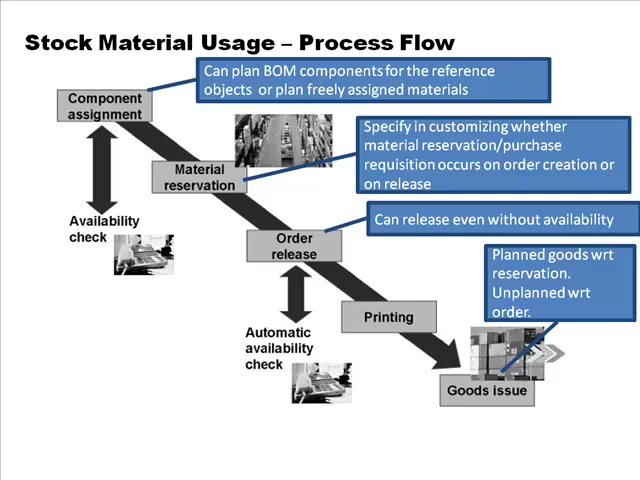 Stock Material Usage – Process Flow
Can plan BOM components for the reference
objects or plan freely assigned materials
Component
assignment
Specify in customizing whether
material reservation/purchase
requisition occurs on order creation or
on release
Material
reservation
Can release even without availability
Availability
check
Order
release
Planned goods wrt
reservation.
Unplanned wrt
order.
Printing
Automatic
availability
check
Goods issue